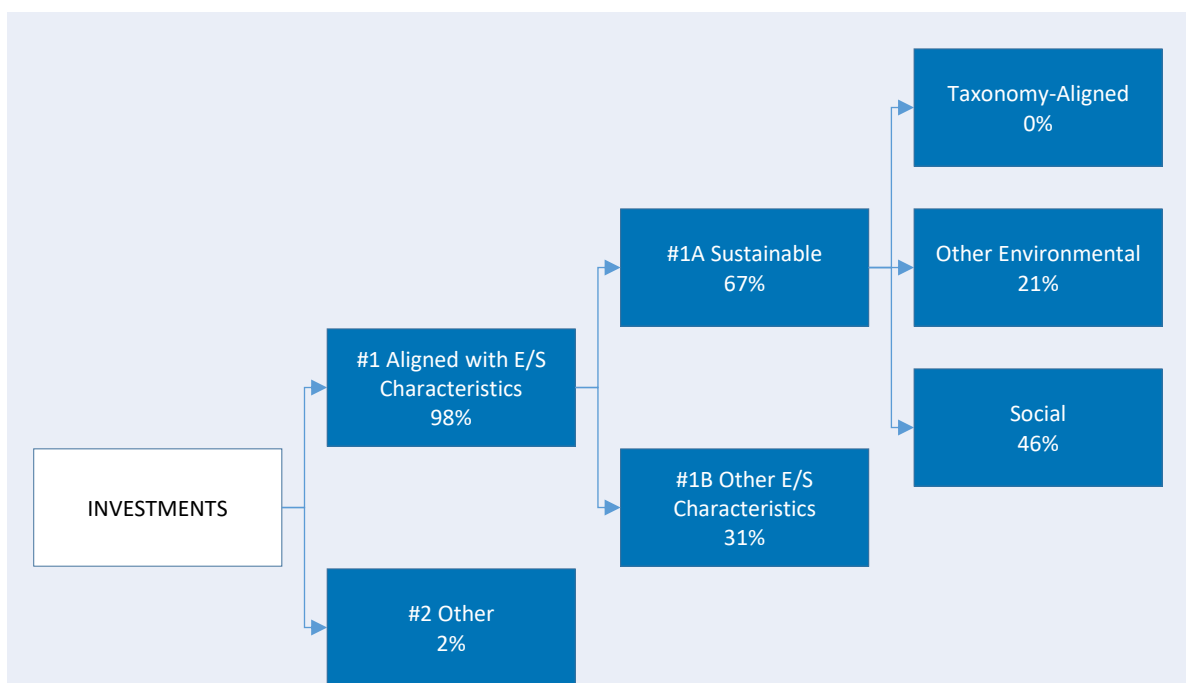 Taxonomy-Aligned
0%
#1A Sustainable
67%
Other Environmental
21%
#1 Aligned with E/S
Characteristics
98%
Social
46%
#1B Other E/S
Characteristics
31%
INVESTMENTS
#2 Other
2%